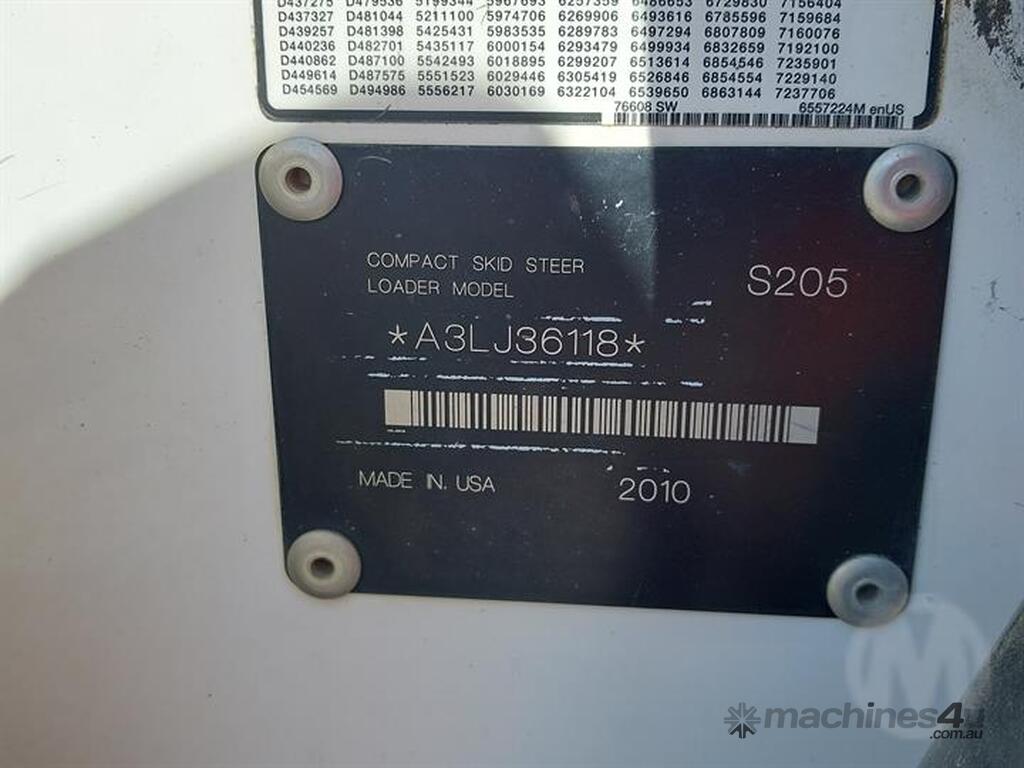 D437275 D479536 5199344 5967693 6257359 6486653 6729830 7156404
D437327 D481044 5211100 5974706 6269906 6493616 6785596 7159684
D439257 D481398 5425431 5983535 6289783 6497294 6807809 7160076
D440236 D482701 5435117 6000154 6293479 6499934 6832659 7192100
D440862 D487100 5542493 6018895 6299207 6513614 6854546 7235901
D449614 D487575 5551523 6029446 6305419 6526846 6854554 7229140
D454569 D494986 5556217 6030169 6322104 6539650 6863144 7237706
76608 SW 6557224M enUS
COMPACT SKID STEER
LOADER MODEL S205
*A3LJ36118*
MADE IN USA 2010
M
machines4u
.com.au